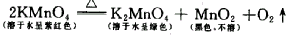 2KMnO₄ ≜ K₂MnO₄ + MnO₂ + O₂↑
(溶于水呈紫红色) (溶于水呈绿色) (黑色,不溶)